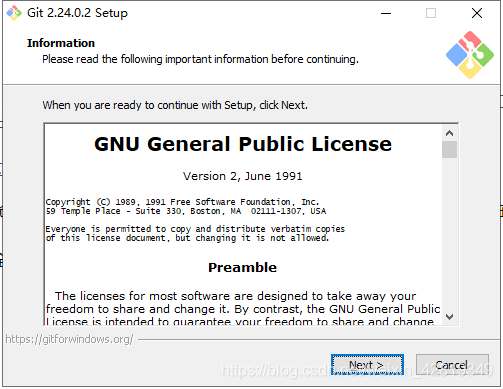 Git 2.24.0.2 Setup
Information
Please read the following important information before continuing.
When you are ready to continue with Setup, click Next.
GNU General Public License
Version 2, June 1991
Copyright (C) 1989, 1991 Free Software Foundation, Inc.
59 Temple Place - Suite 330, Boston, MA  02111-1307, USA
Everyone is permitted to copy and distribute verbatim copies
of this license document, but changing it is not allowed.
Preamble
The licenses for most software are designed to take away your
freedom to share and change it. By contrast, the GNU General Public
License is intended to guarantee your freedom to share and change
https://gitforwindows.org/
Next >
Cancel